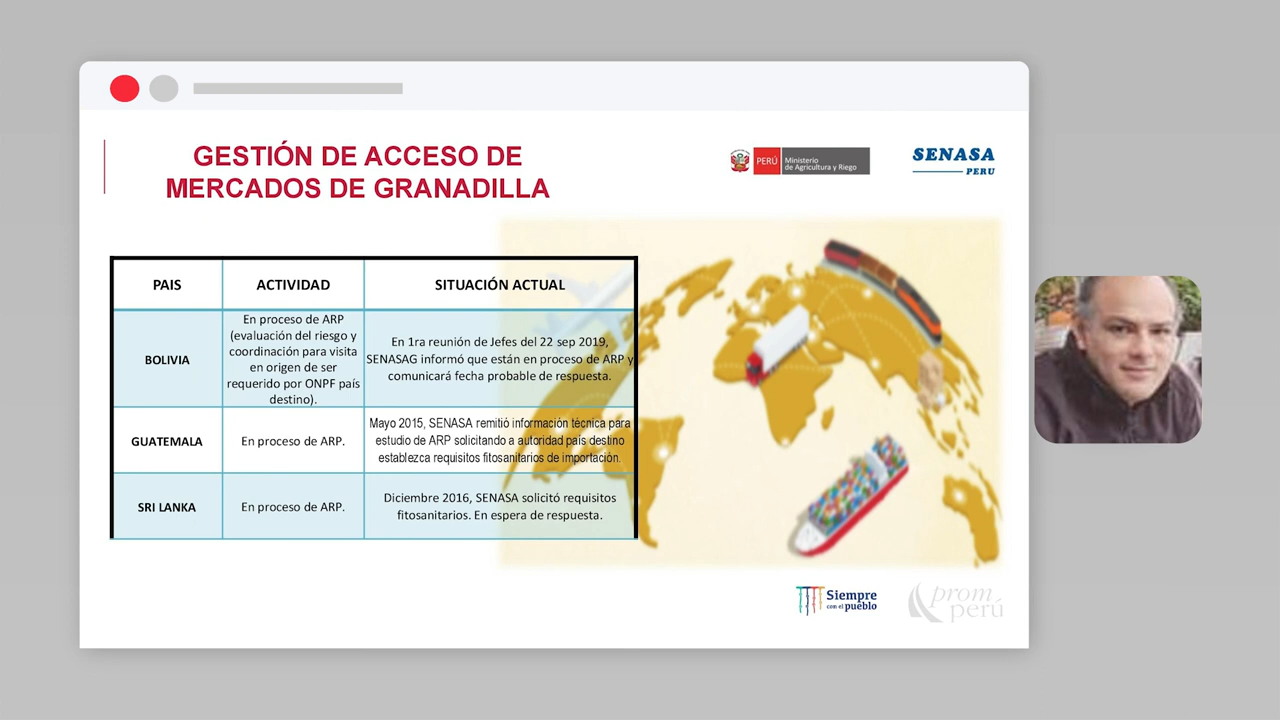 GESTIÓN DE ACCESO DE
MERCADOS DE GRANADILLA
PERÚ
Ministerio
de Agricultura y Riego
SENASA
PERU
PAIS
ACTIVIDAD
SITUACIÓN ACTUAL
BOLIVIA
En proceso de ARP
(evaluación del riesgo y
coordinación para visita
en origen de ser
requerido por ONPF país
destino).
En 1ra reunión de Jefes del 22 sep 2019,
SENASAG informó que están en proceso de ARP y
comunicará fecha probable de respuesta.
GUATEMALA
En proceso de ARP.
Mayo 2015, SENASA remitió información técnica para
estudio de ARP solicitando a autoridad país destino
establezca requisitos fitosanitarios de importación.
SRI LANKA
En proceso de ARP.
Diciembre 2016, SENASA solicitó requisitos
fitosanitarios. En espera de respuesta.
Siempre
con el pueblo
prom
perú